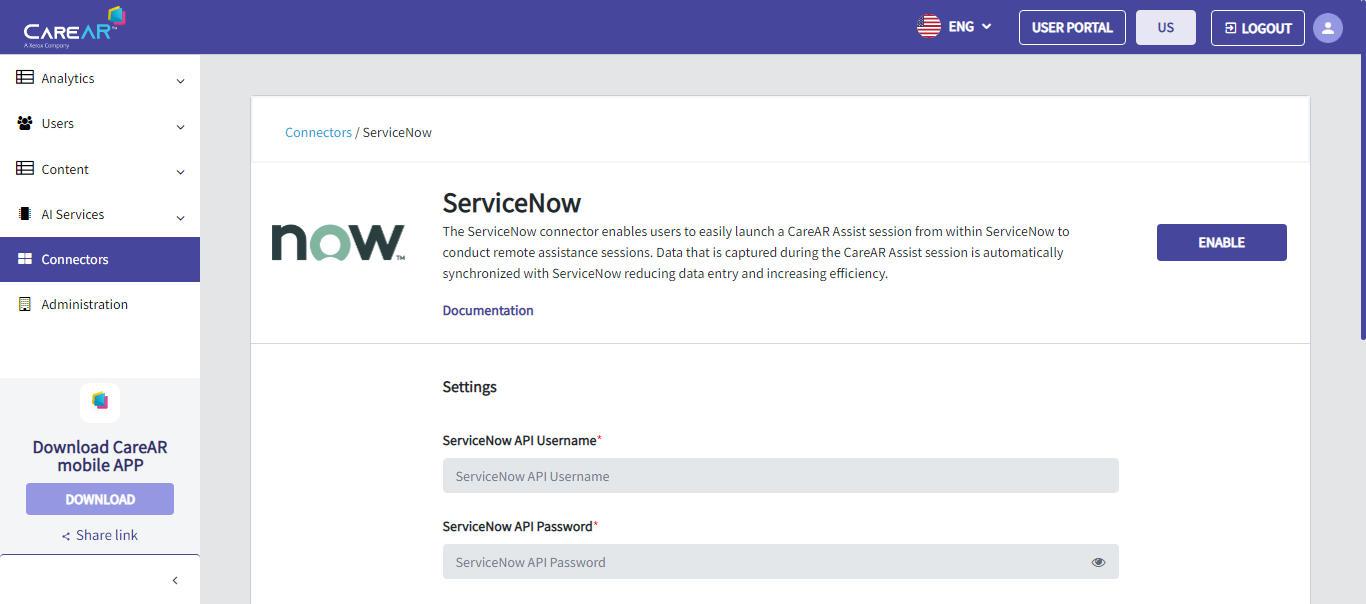 CAREAR™
A Xerox Company
ENG
USER PORTAL
US
LOGOUT
Analytics
Users
Content
AI Services
Connectors
Administration
Download CareAR
mobile APP
DOWNLOAD
Share link
Connectors / ServiceNow
now™
ServiceNow
The ServiceNow connector enables users to easily launch a CareAR Assist session from within ServiceNow to
conduct remote assistance sessions. Data that is captured during the CareAR Assist session is automatically
synchronized with ServiceNow reducing data entry and increasing efficiency.
Documentation
ENABLE
Settings
ServiceNow API Username*
ServiceNow API Username
ServiceNow API Password*
ServiceNow API Password